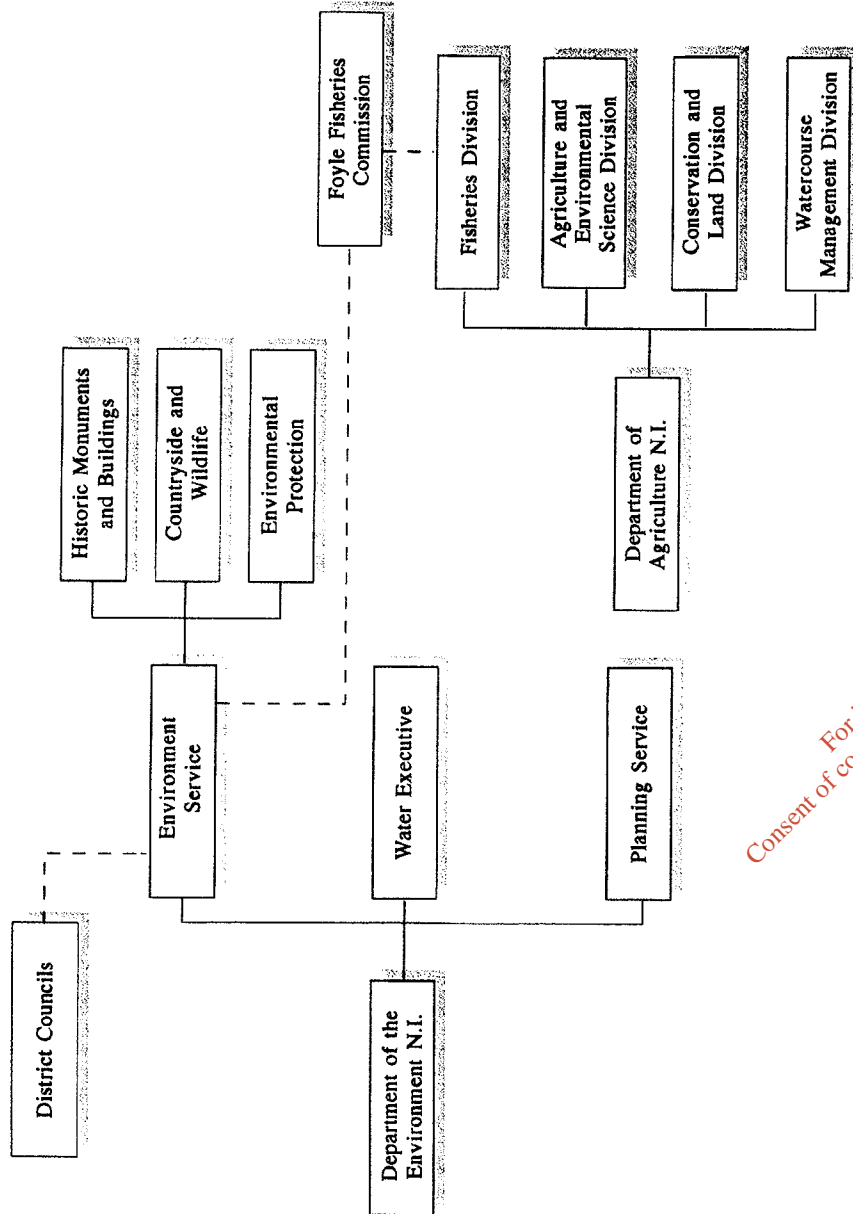 District Councils
Environment
Service
Historic Monuments
and Buildings
Countryside and
Wildlife
Environmental
Protection
Department of the
Environment N.I.
Water Executive
Planning Service
Foyle Fisheries
Commission
Fisheries Division
Agriculture and
Environmental
Science Division
Department of
Agriculture N.I.
Conservation and
Land Division
Watercourse
Management Division
For
Consent of